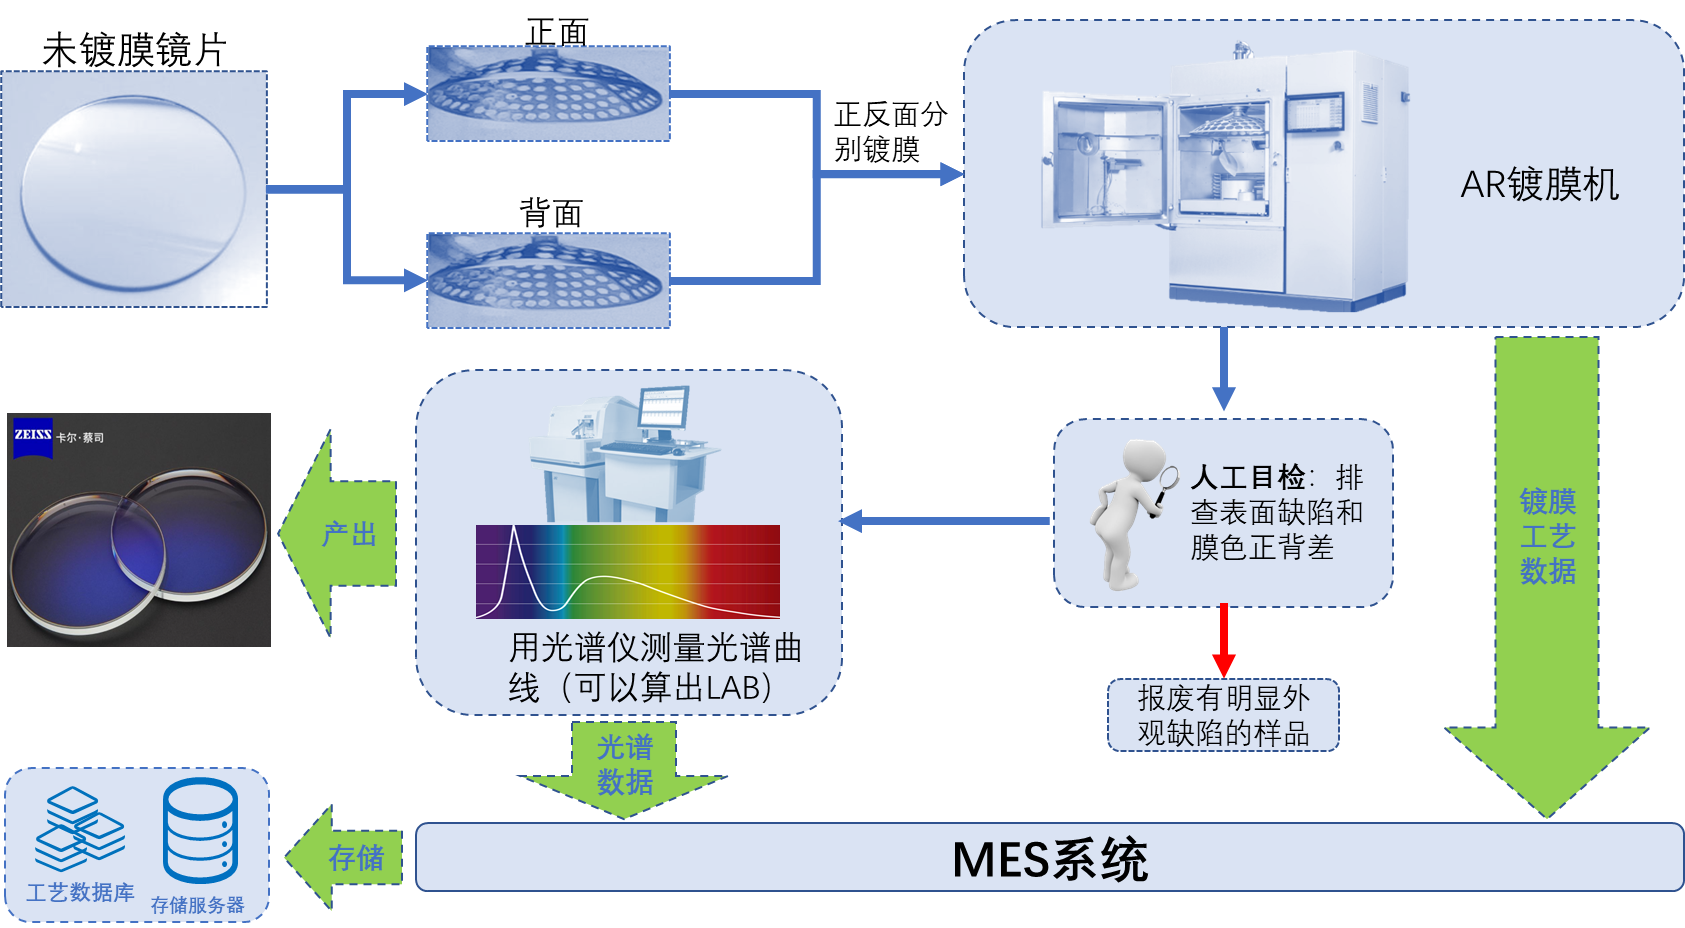 未镀膜镜片
正面
背面
正反面分
别镀膜
AR镀膜机
ZEISS
卡尔·蔡司
产出
用光谱仪测量光谱曲
线（可以算出LAB）
人工目检：排
查表面缺陷和
膜色正背差
报废有明显外
观缺陷的样品
镀膜
工艺
数据
光谱
数据
MES系统
存储
工艺数据库
存储服务器